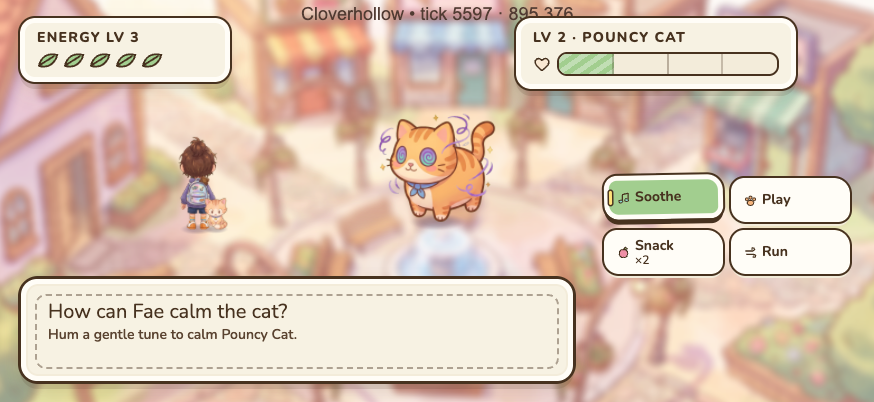 Cloverhollow • tick 5597 · 895,376
ENERGY LV 3
LV 2 · POUNCY CAT
Soothe
Play
Snack
×2
Run
How can Fae calm the cat?
Hum a gentle tune to calm Pouncy Cat.